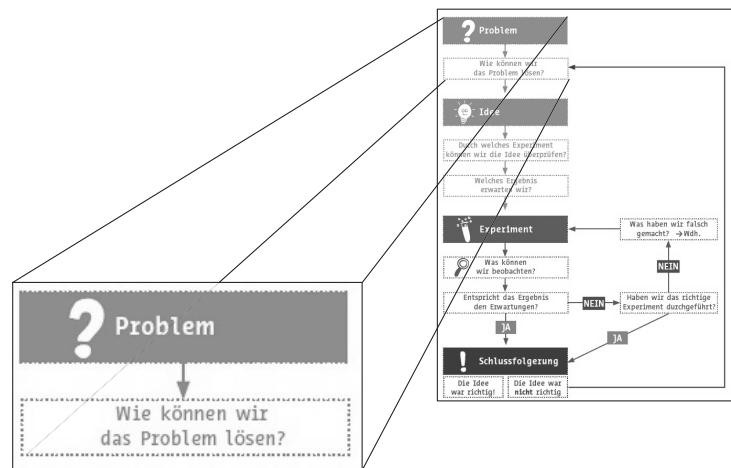 ? Problem
Wie können wir
das Problem lösen?
Idee
Durch welches Experiment
können wir die Idee überprüfen?
Welches Ergebnis
erwarten wir?
Experiment
Was haben wir falsch
gemacht? →Wdh.
Was können
wir beobachten?
NEIN
Entspricht das Ergebnis
den Erwartungen?
NEIN
Haben wir das richtige
Experiment durchgeführt?
JA
JA
! Schlussfolgerung
Die Idee
war richtig!
Die Idee war
nicht richtig
? Problem
Wie können wir
das Problem lösen?